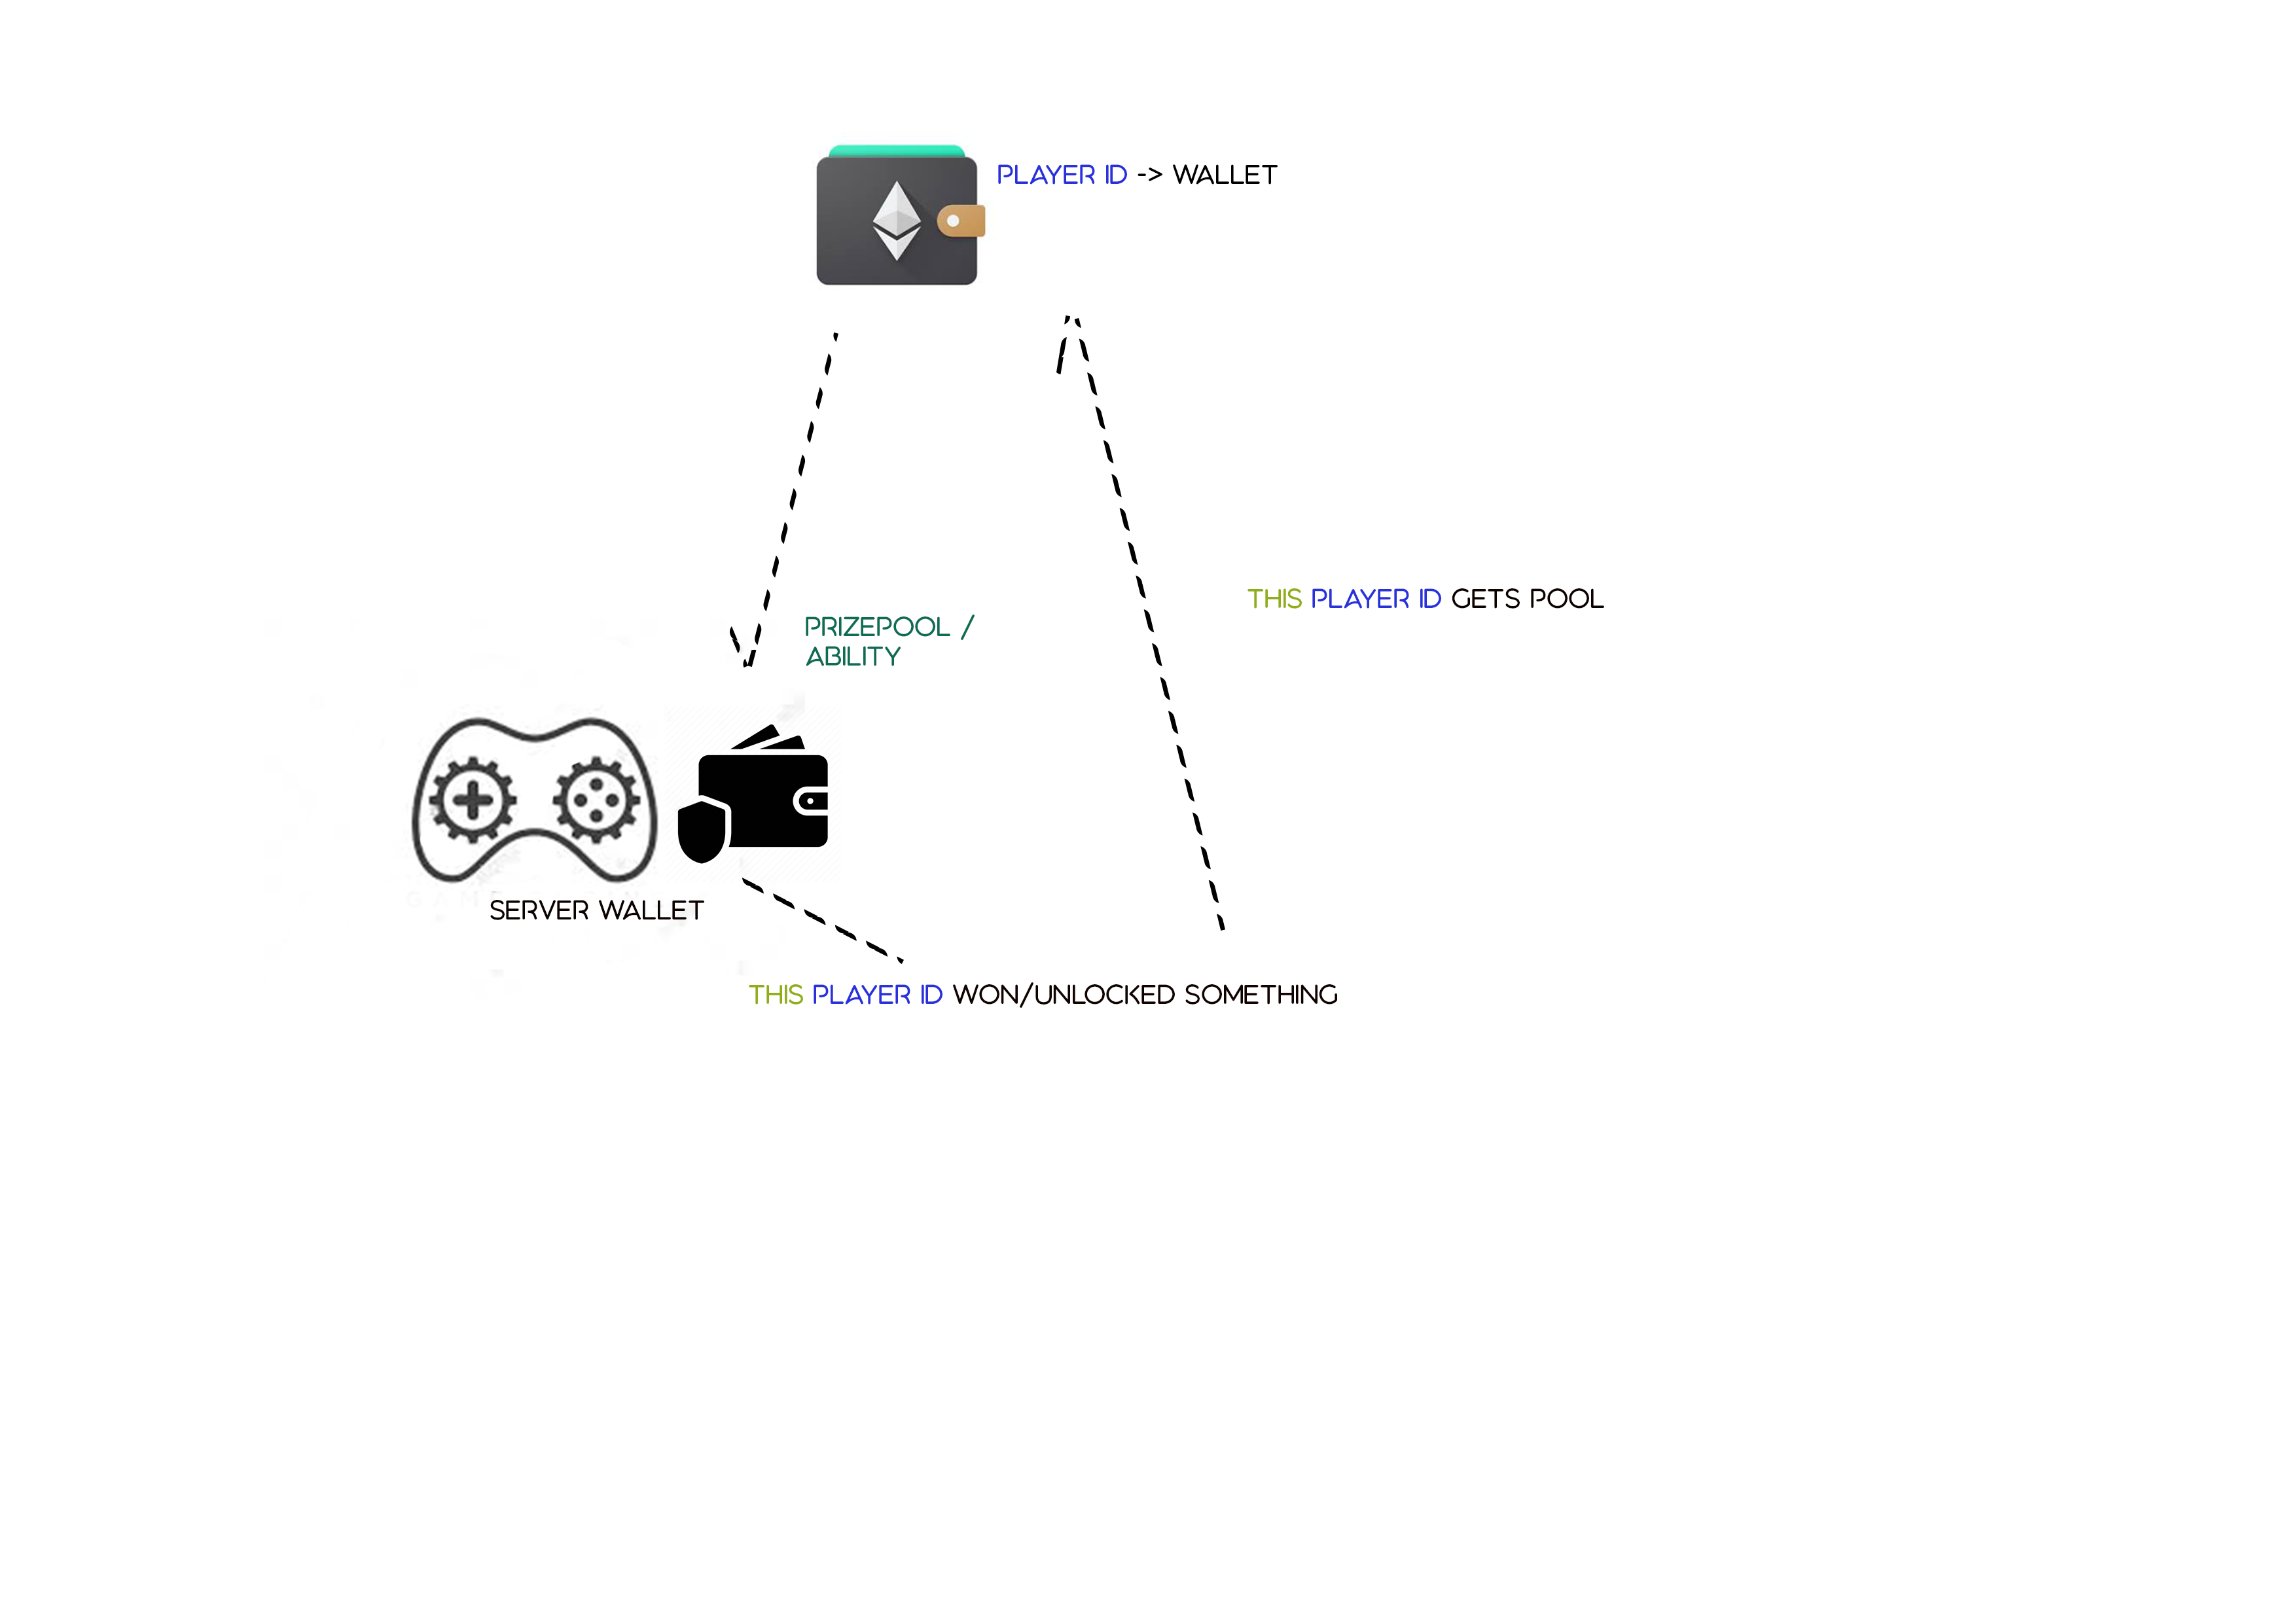 PLAYER ID -> WALLET
THIS PLAYER ID GETS POOL
PRIZEPOOL /
ABILITY
SERVER WALLET
THIS PLAYER ID WON/UNLOCKED SOMETHING